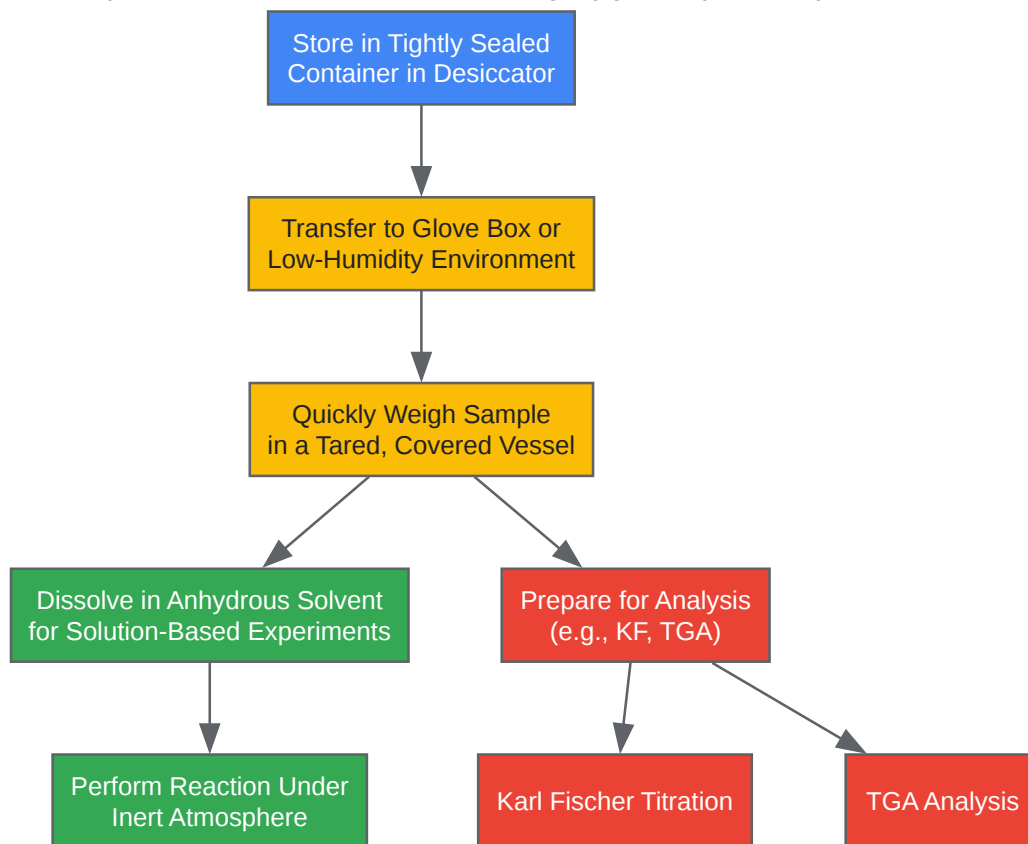 Store in Tightly Sealed
Container in Desiccator
Transfer to Glove Box or
Low-Humidity Environment
Quickly Weigh Sample
in a Tared, Covered Vessel
Dissolve in Anhydrous Solvent
for Solution-Based Experiments
Prepare for Analysis
(e.g., KF, TGA)
Perform Reaction Under
Inert Atmosphere
Karl Fischer Titration
TGA Analysis